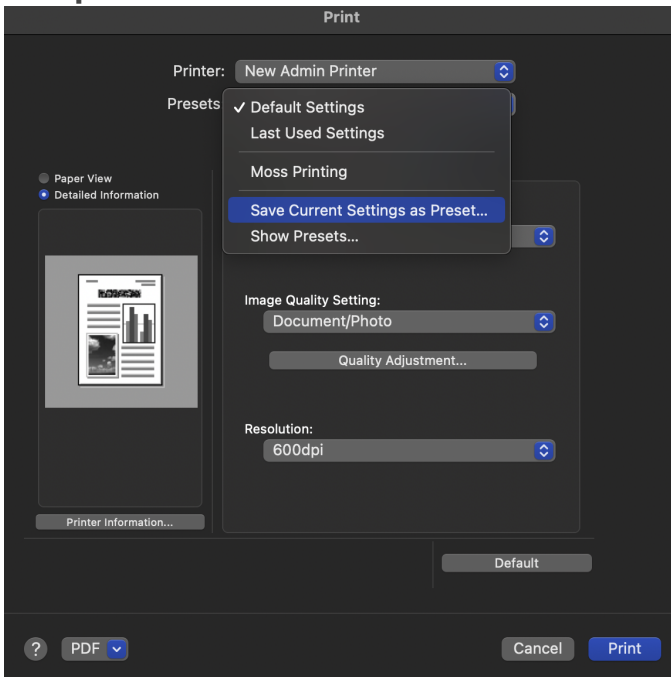 Print
Printer: New Admin Printer
Presets
✓ Default Settings
Last Used Settings
Moss Printing
Save Current Settings as Preset...
Show Presets...
Paper View
Detailed Information
Image Quality Setting:
Document/Photo
Quality Adjustment...
Resolution:
600dpi
Printer Information...
Default
? PDF
Cancel Print